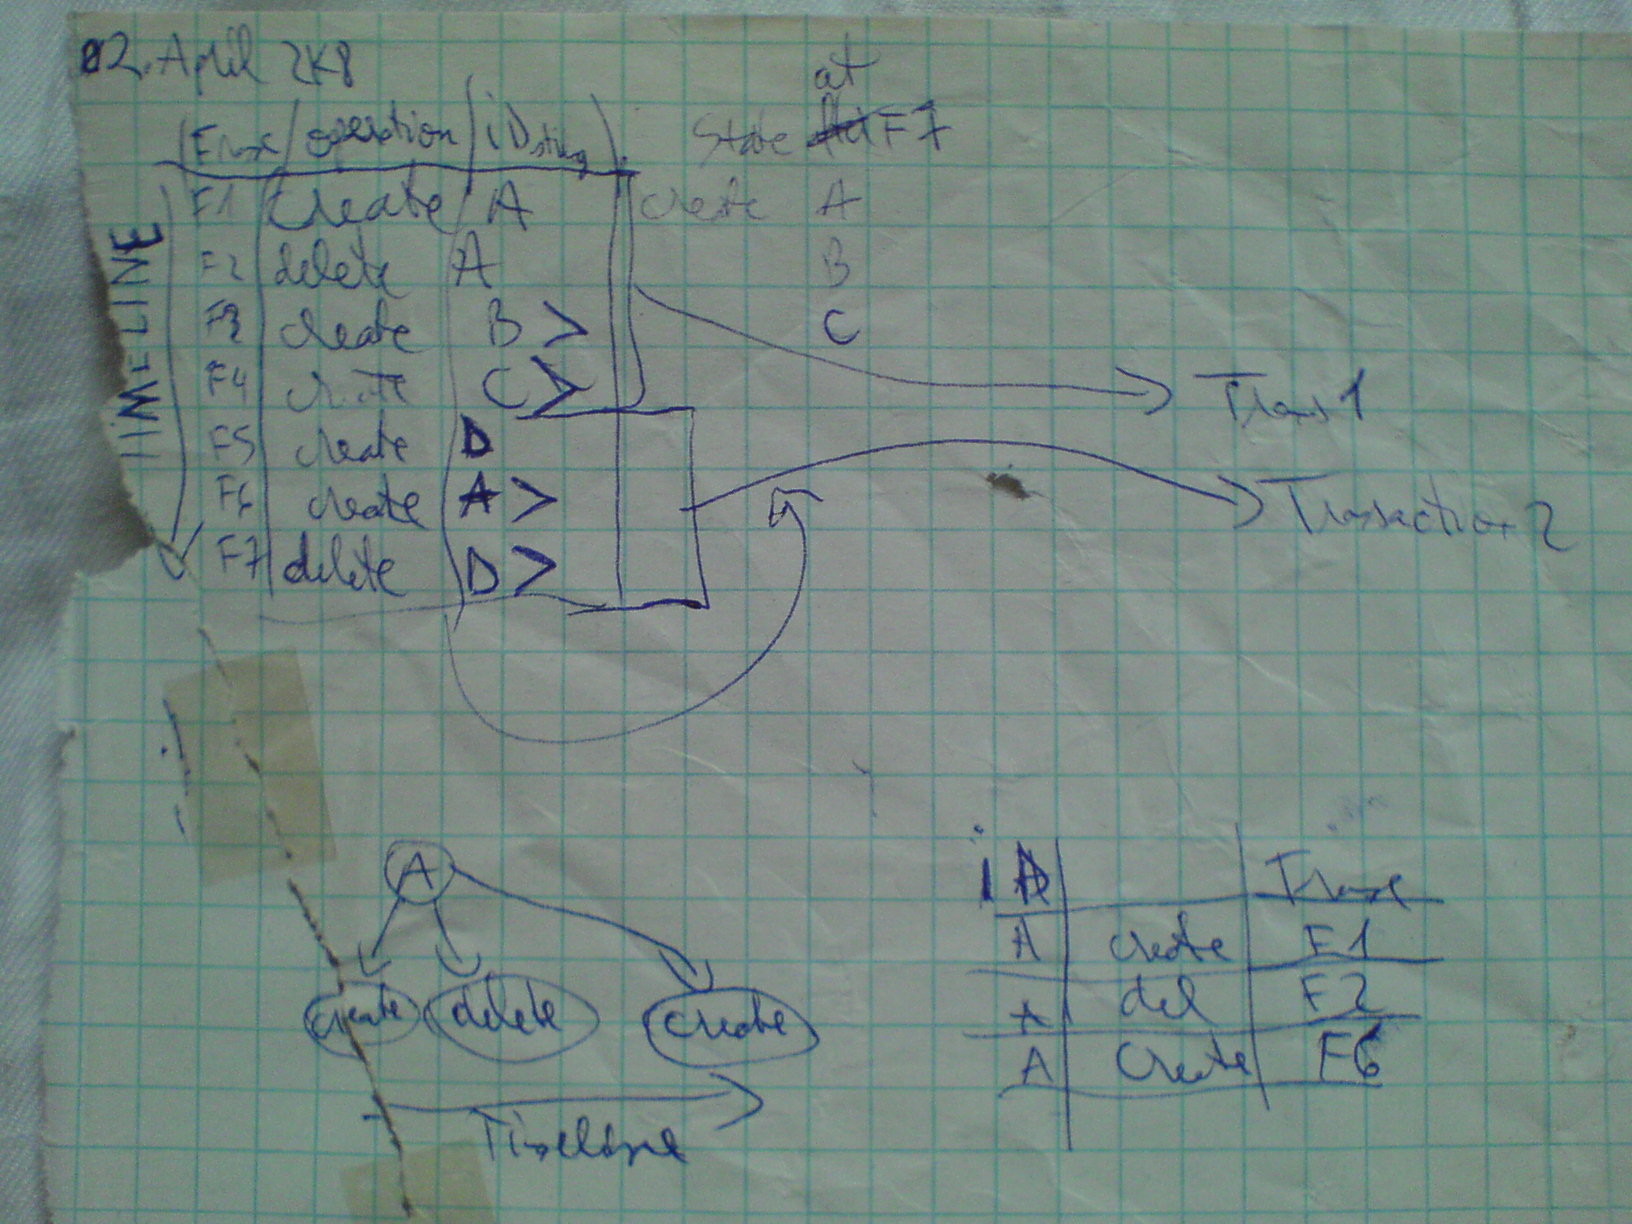 02. April 2K8
at
Frame operation iD string State F7
F1 create A create A
F2 delete A B
F3 create B > C
F4 create C > Trans 1
F5 create D
F6 create A > Transaction 2
F7 delete D >
TIMELINE
A
create delete create
Timeline
iD Frame
A create F1
A del F2
A Create F6